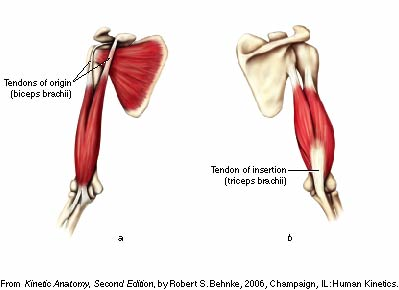 Tendons of origin
(biceps brachii)
Tendon of insertion
(triceps brachii)
a
b
From Kinetic Anatomy, Second Edition, by Robert S. Behnke, 2006, Champaign, IL: Human Kinetics.